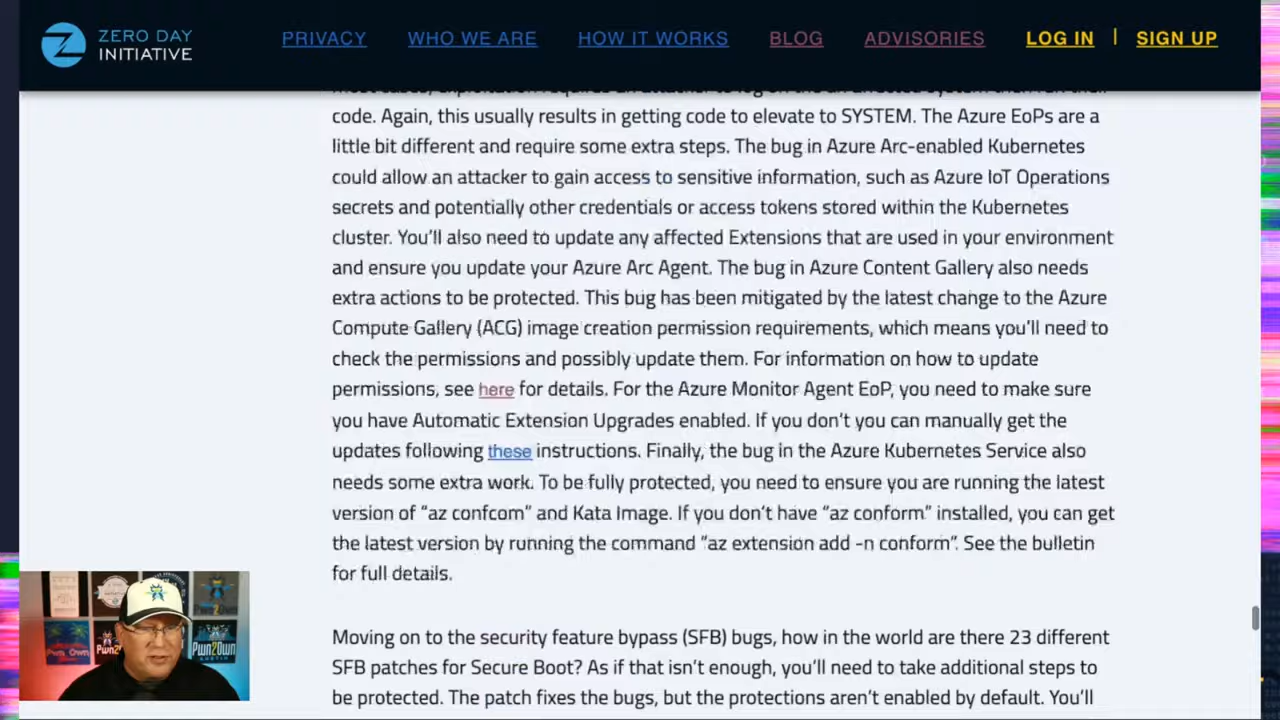 ZERO DAY
INITIATIVE
PRIVACY
WHO WE ARE
HOW IT WORKS
BLOG
ADVISORIES
LOG IN
|
SIGN UP
code. Again, this usually results in getting code to elevate to SYSTEM. The Azure EoPs are a
little bit different and require some extra steps. The bug in Azure Arc-enabled Kubernetes
could allow an attacker to gain access to sensitive information, such as Azure IoT Operations
secrets and potentially other credentials or access tokens stored within the Kubernetes
cluster. You’ll also need to update any affected Extensions that are used in your environment
and ensure you update your Azure Arc Agent. The bug in Azure Content Gallery also needs
extra actions to be protected. This bug has been mitigated by the latest change to the Azure
Compute Gallery (ACG) image creation permission requirements, which means you’ll need to
check the permissions and possibly update them. For information on how to update
permissions, see here for details. For the Azure Monitor Agent EoP, you need to make sure
you have Automatic Extension Upgrades enabled. If you don’t you can manually get the
updates following these instructions. Finally, the bug in the Azure Kubernetes Service also
needs some extra work. To be fully protected, you need to ensure you are running the latest
version of “az confcom” and Kata Image. If you don’t have “az conform” installed, you can get
the latest version by running the command “az extension add -n conform”. See the bulletin
for full details.
Moving on to the security feature bypass (SFB) bugs, how in the world are there 23 different
SFB patches for Secure Boot? As if that isn’t enough, you’ll need to take additional steps to
be protected. The patch fixes the bugs, but the protections aren’t enabled by default. You’ll
Pwn2Own
AUSTIN